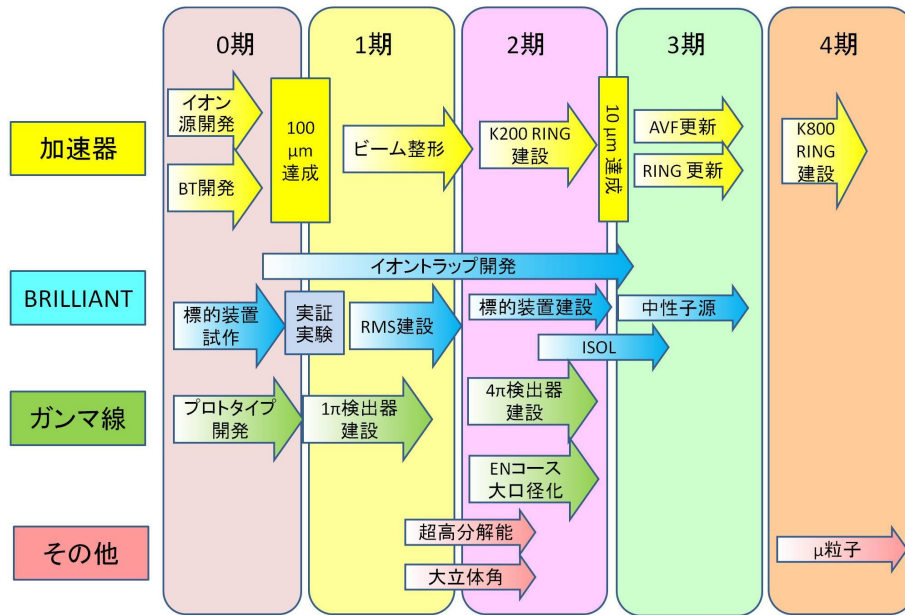 0期
1期
2期
3期
4期
加速器
イオン
源開発
BT開発
100
μm
達成
ビーム整形
K200 RING
建設
10 μm 達成
AVF更新
RING 更新
K800
RING
建設
BRILLIANT
イオントラップ開発
標的装置
試作
実証
実験
RMS建設
標的装置建設
中性子源
ISOL
ガンマ線
プロトタイプ
開発
1π検出器
建設
4π検出器
建設
ENコース
大口径化
その他
超高分解能
大立体角
μ粒子